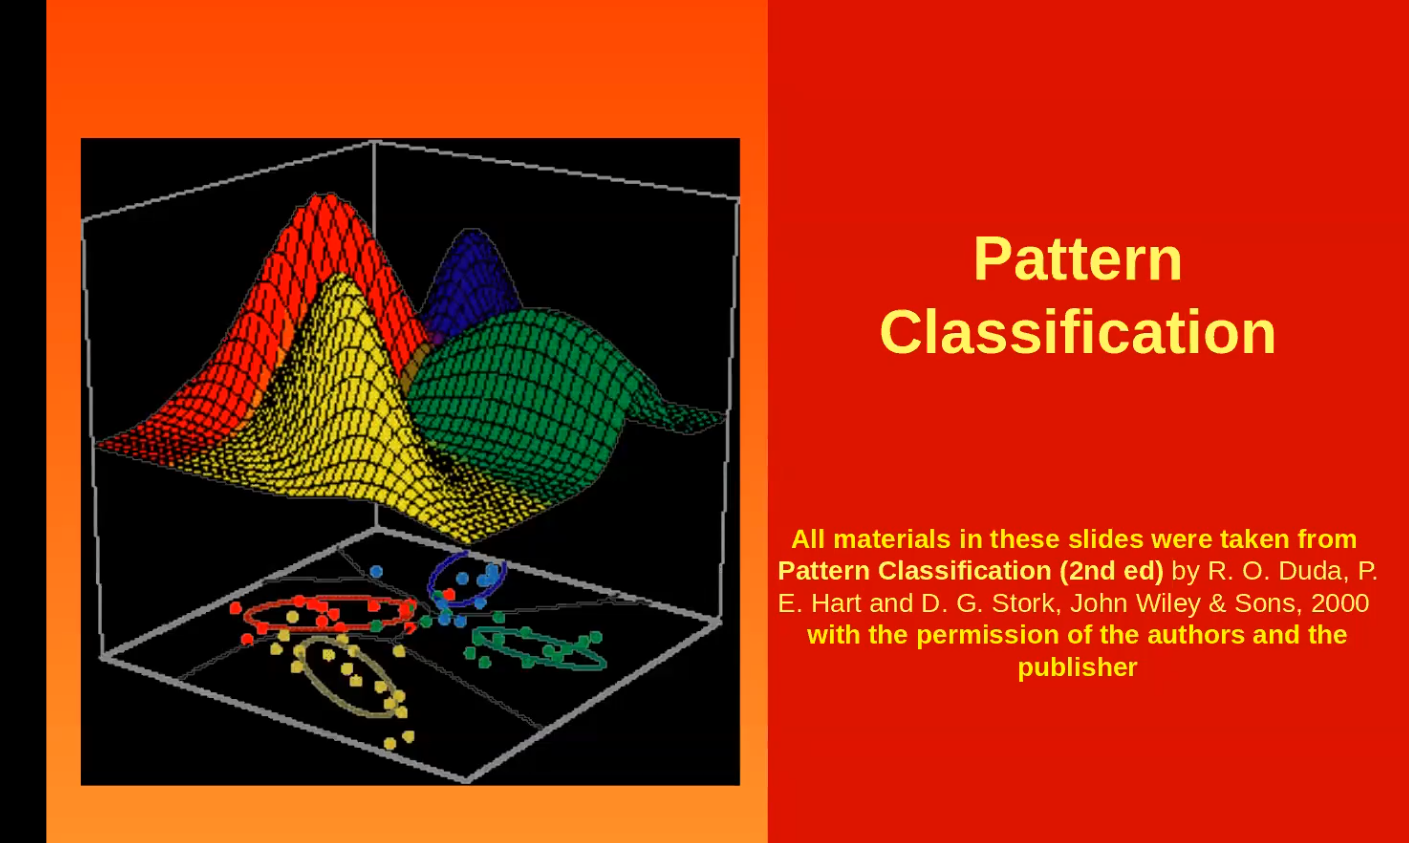 Pattern
Classification
All materials in these slides were taken from
Pattern Classification (2nd ed) by R. O. Duda, P.
E. Hart and D. G. Stork, John Wiley & Sons, 2000
with the permission of the authors and the
publisher